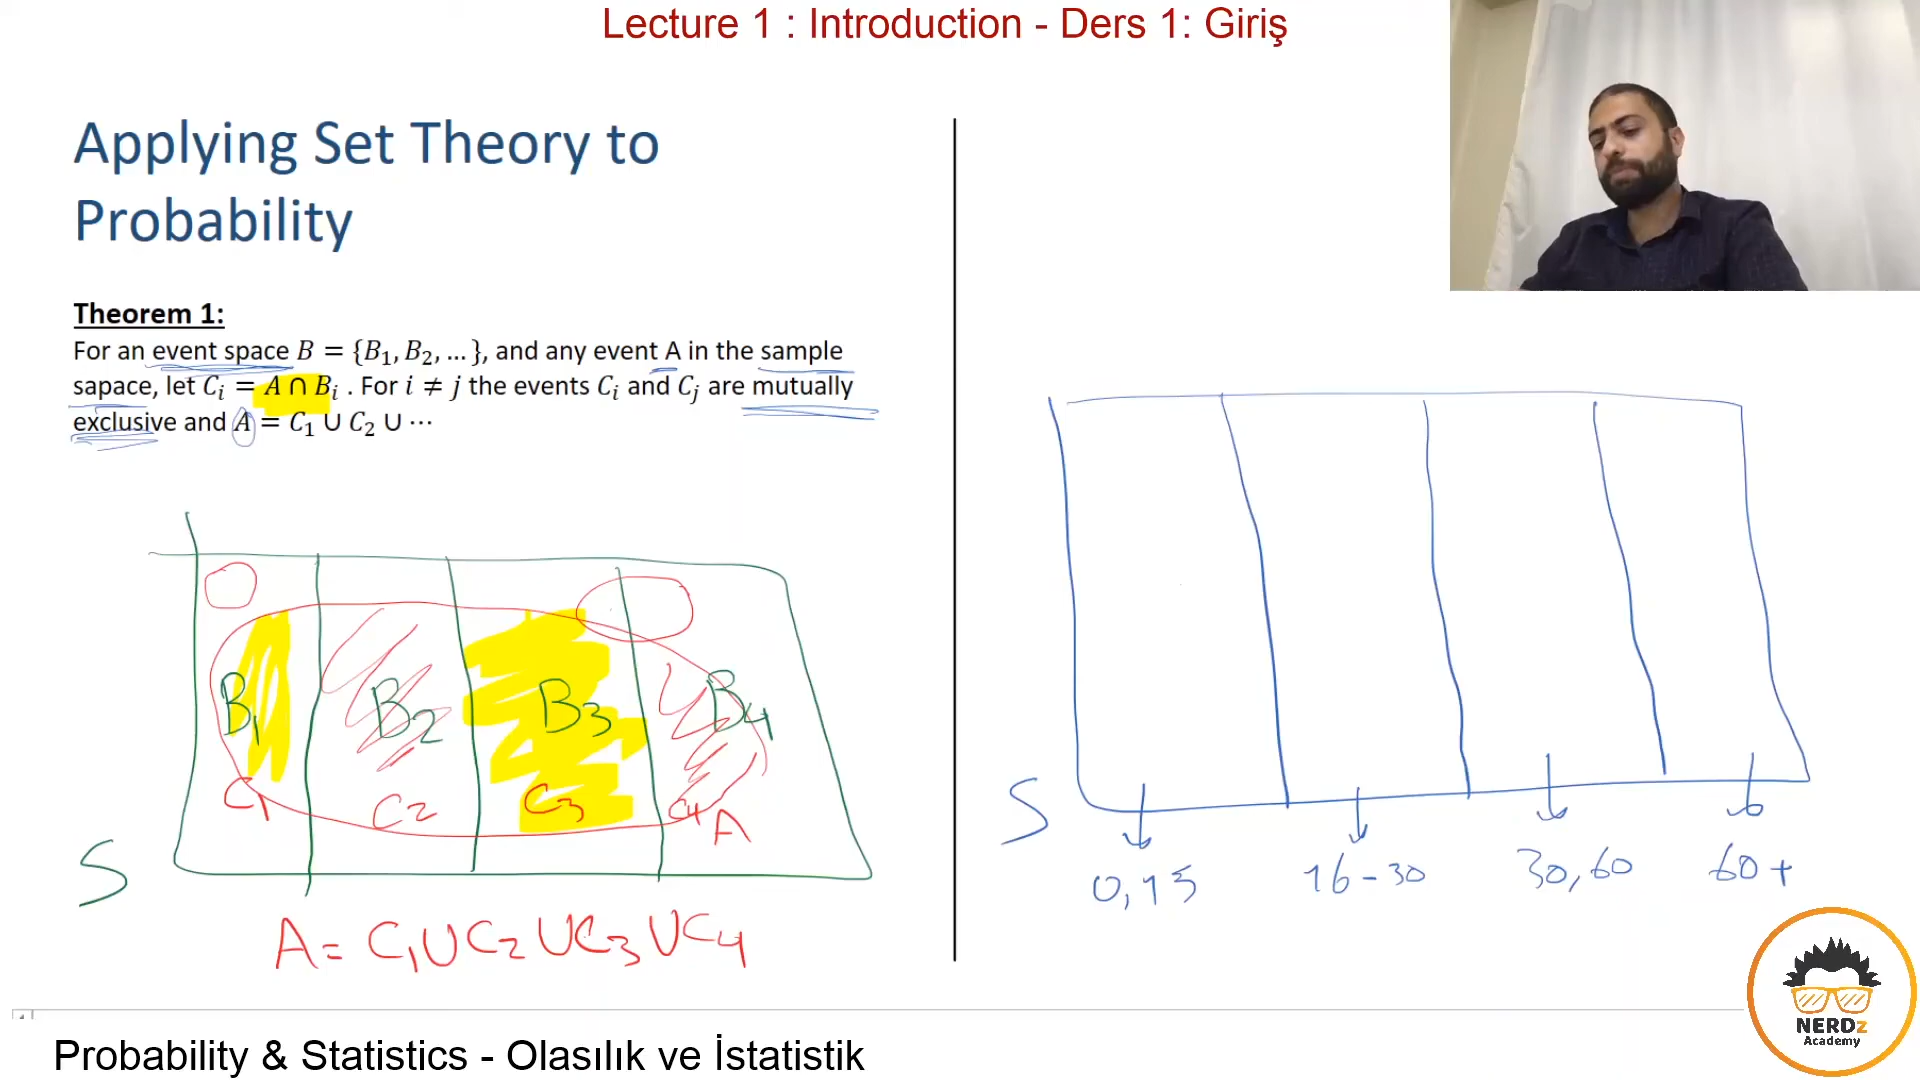 Lecture 1 : Introduction - Ders 1: Giriş
Applying Set Theory to
Probability
Theorem 1:
For an event space B = {B₁, B₂, … }, and any event A in the sample
sapace, let Cᵢ = A ∩ Bᵢ . For i ≠ j the events Cᵢ and Cⱼ are mutually
exclusive and A = C₁ ∪ C₂ ∪ ⋯
B₁ B₂ B₃ B₄
C₁ C₂ C₃ C₄ A
S
A = C₁ ∪ C₂ ∪ C₃ ∪ C₄
S
0,15 16-30 30,60 60+
NERDz
Academy
Probability & Statistics - Olasılık ve İstatistik